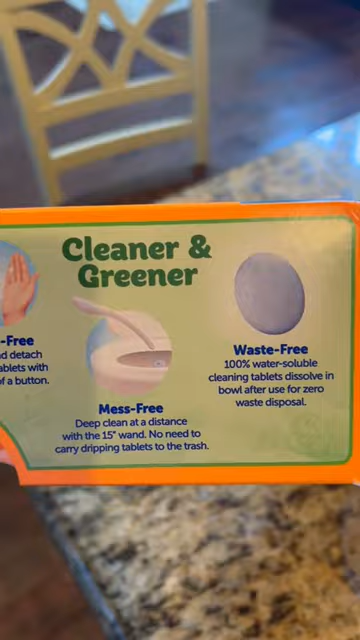 Cleaner &
Greener
-Free
d detach
ablets with
of a button.
Mess-Free
Deep clean at a distance
with the 15" wand. No need to
carry dripping tablets to the trash.
Waste-Free
100% water-soluble
cleaning tablets dissolve in
bowl after use for zero
waste disposal.